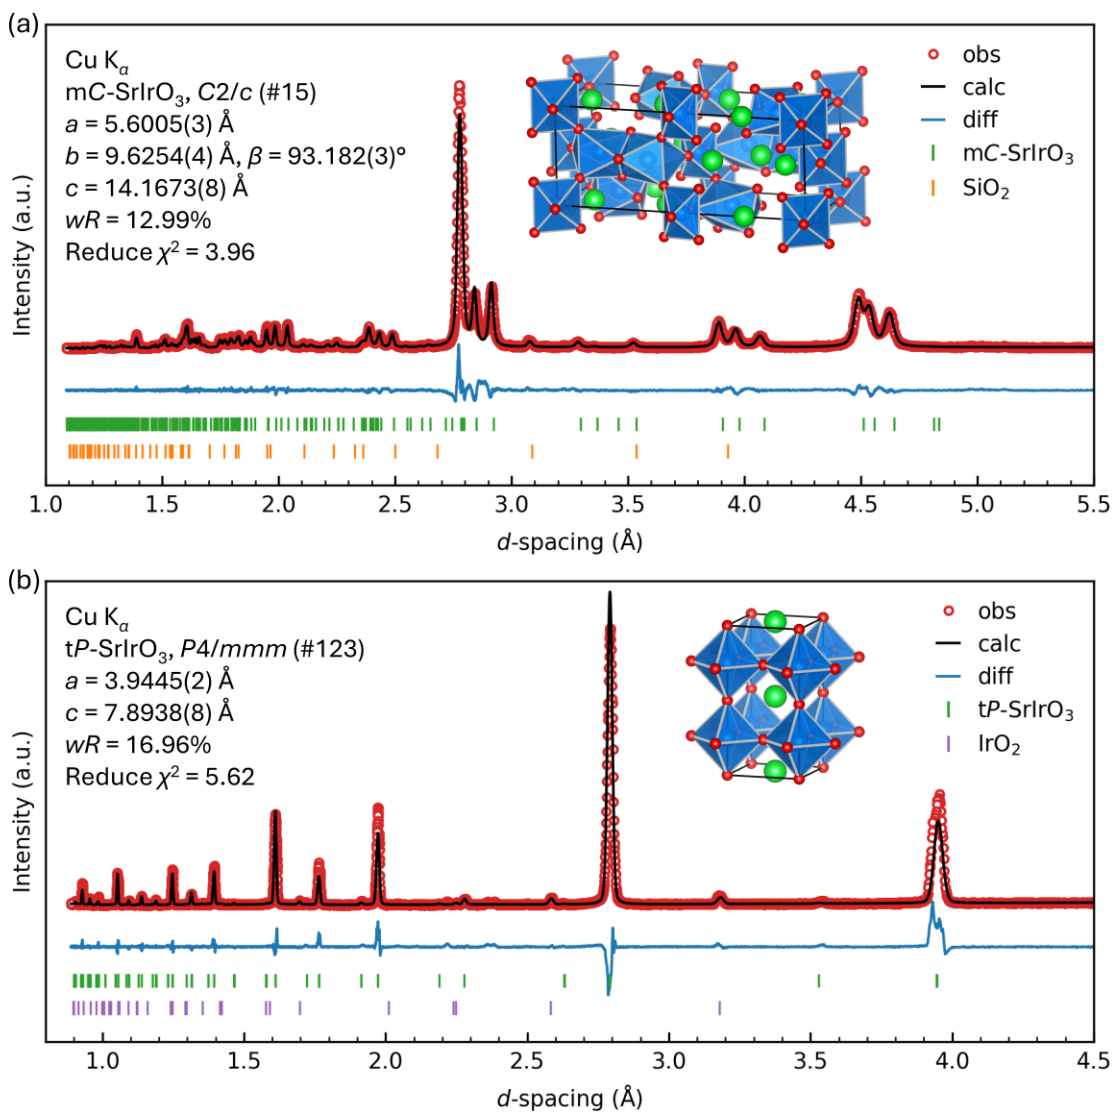 (a)
Cu Kα
mC-SrIrO₃, C2/c (#15)
a = 5.6005(3) Å
b = 9.6254(4) Å, β = 93.182(3)°
c = 14.1673(8) Å
wR = 12.99%
Reduce χ² = 3.96
obs
calc
diff
mC-SrIrO₃
SiO₂
Intensity (a.u.)
1.0 1.5 2.0 2.5 3.0 3.5 4.0 4.5 5.0 5.5
d-spacing (Å)
(b)
Cu Kα
tP-SrIrO₃, P4/mmm (#123)
a = 3.9445(2) Å
c = 7.8938(8) Å
wR = 16.96%
Reduce χ² = 5.62
obs
calc
diff
tP-SrIrO₃
IrO₂
Intensity (a.u.)
1.0 1.5 2.0 2.5 3.0 3.5 4.0 4.5
d-spacing (Å)